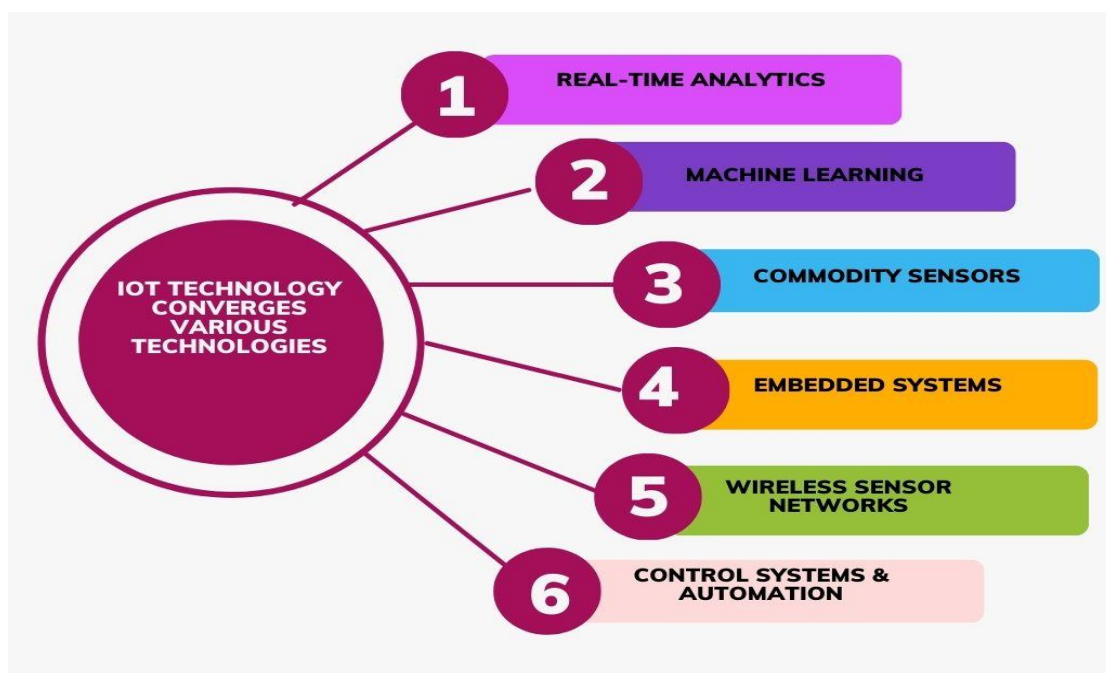 IOT TECHNOLOGY
CONVERGES
VARIOUS
TECHNOLOGIES
1
REAL-TIME ANALYTICS
2
MACHINE LEARNING
3
COMMODITY SENSORS
4
EMBEDDED SYSTEMS
5
WIRELESS SENSOR
NETWORKS
6
CONTROL SYSTEMS &
AUTOMATION